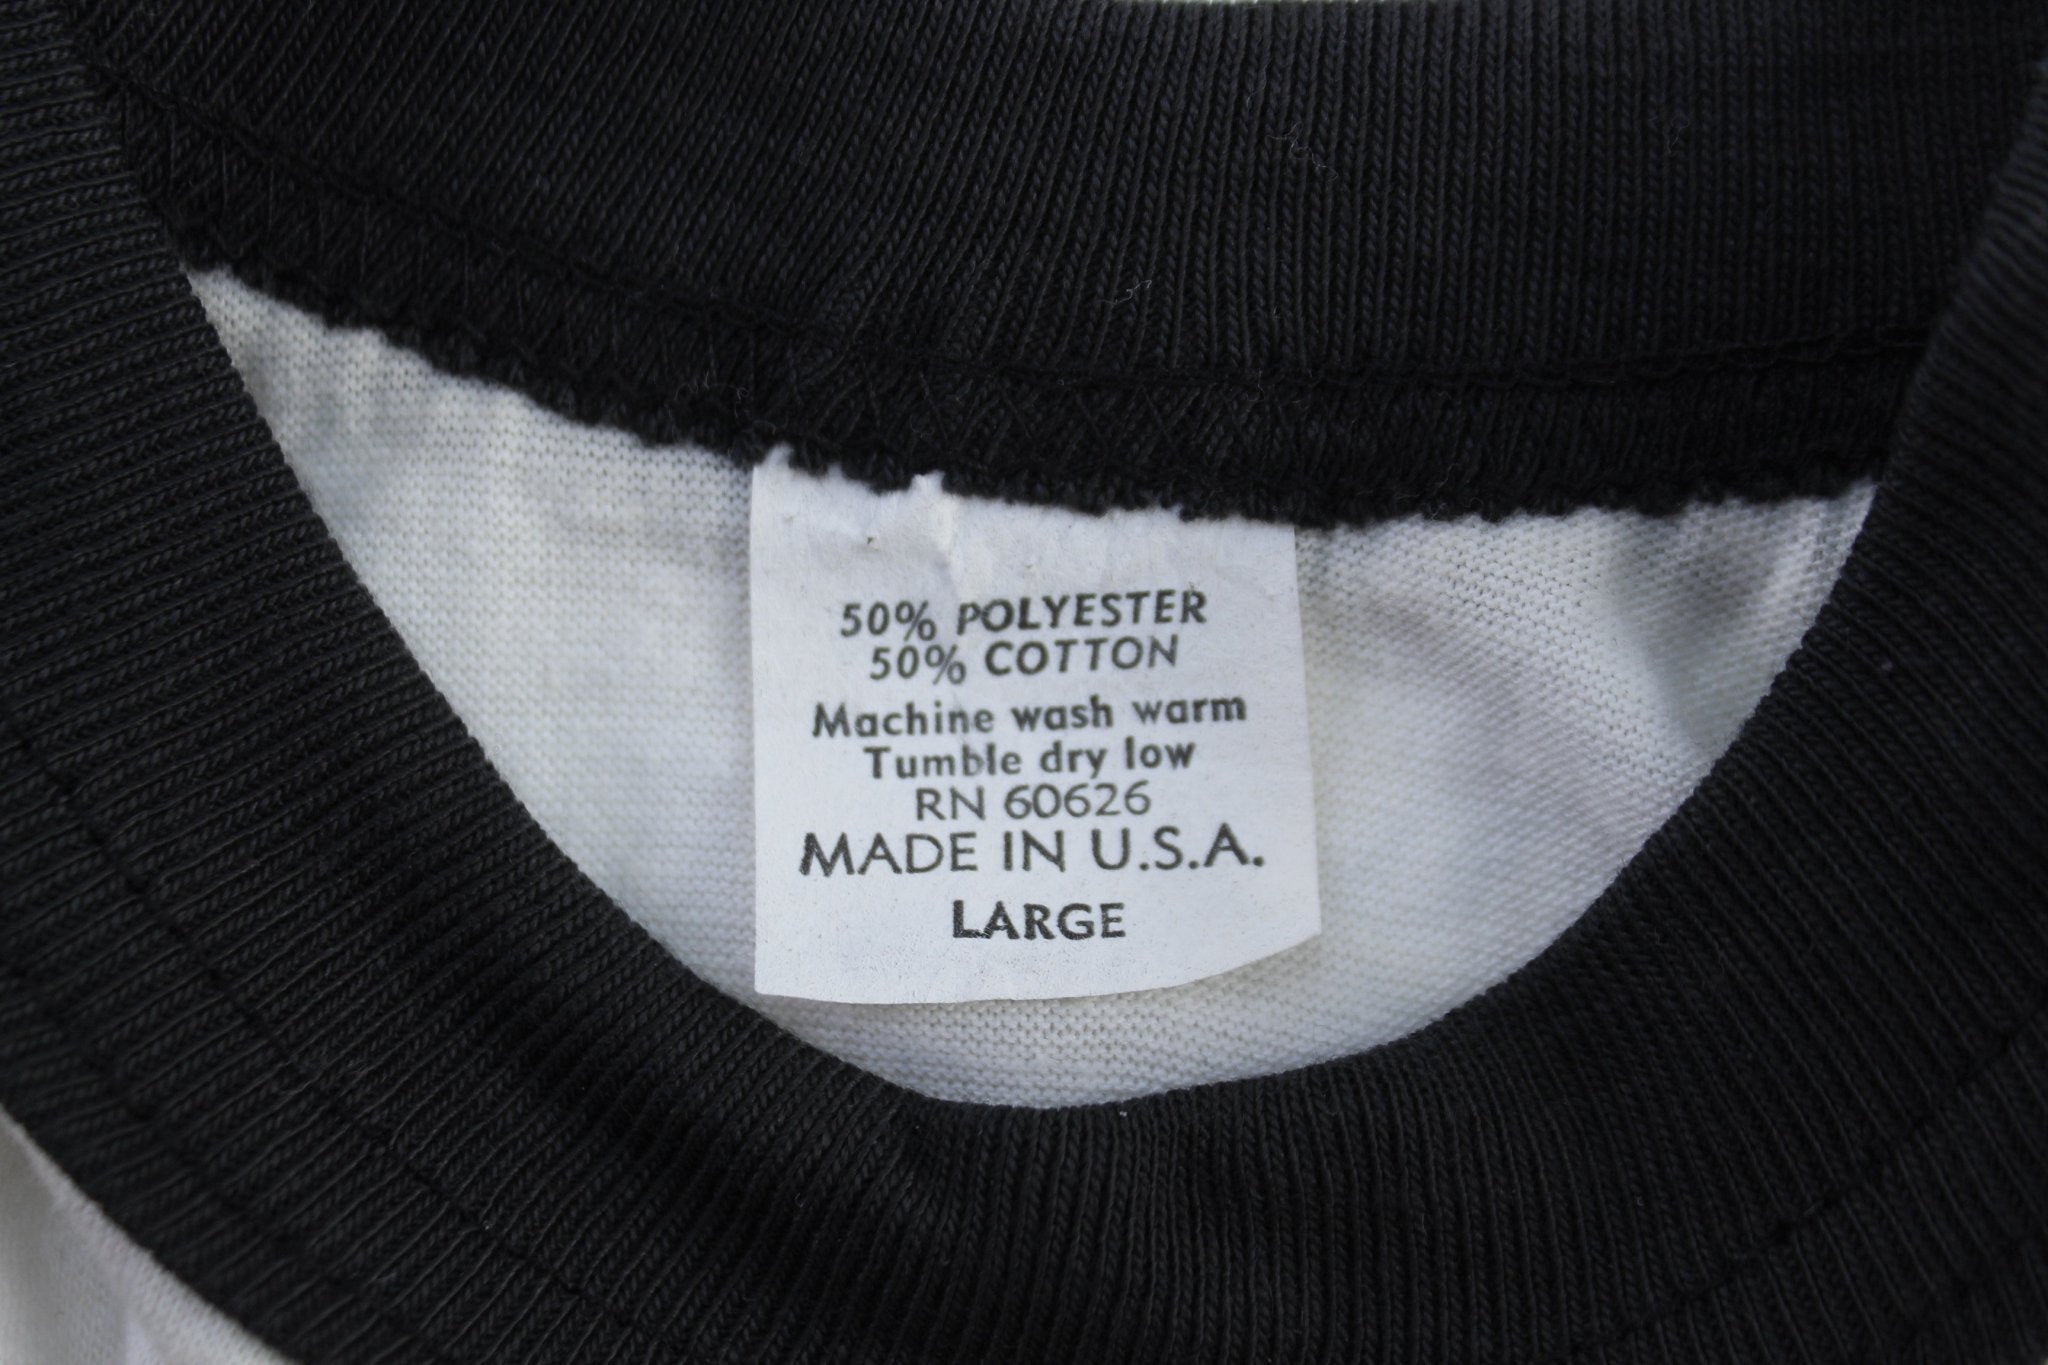 50% POLYESTER
50% COTTON
Machine wash warm
Tumble dry low
RN 60626
MADE IN U.S.A.
LARGE